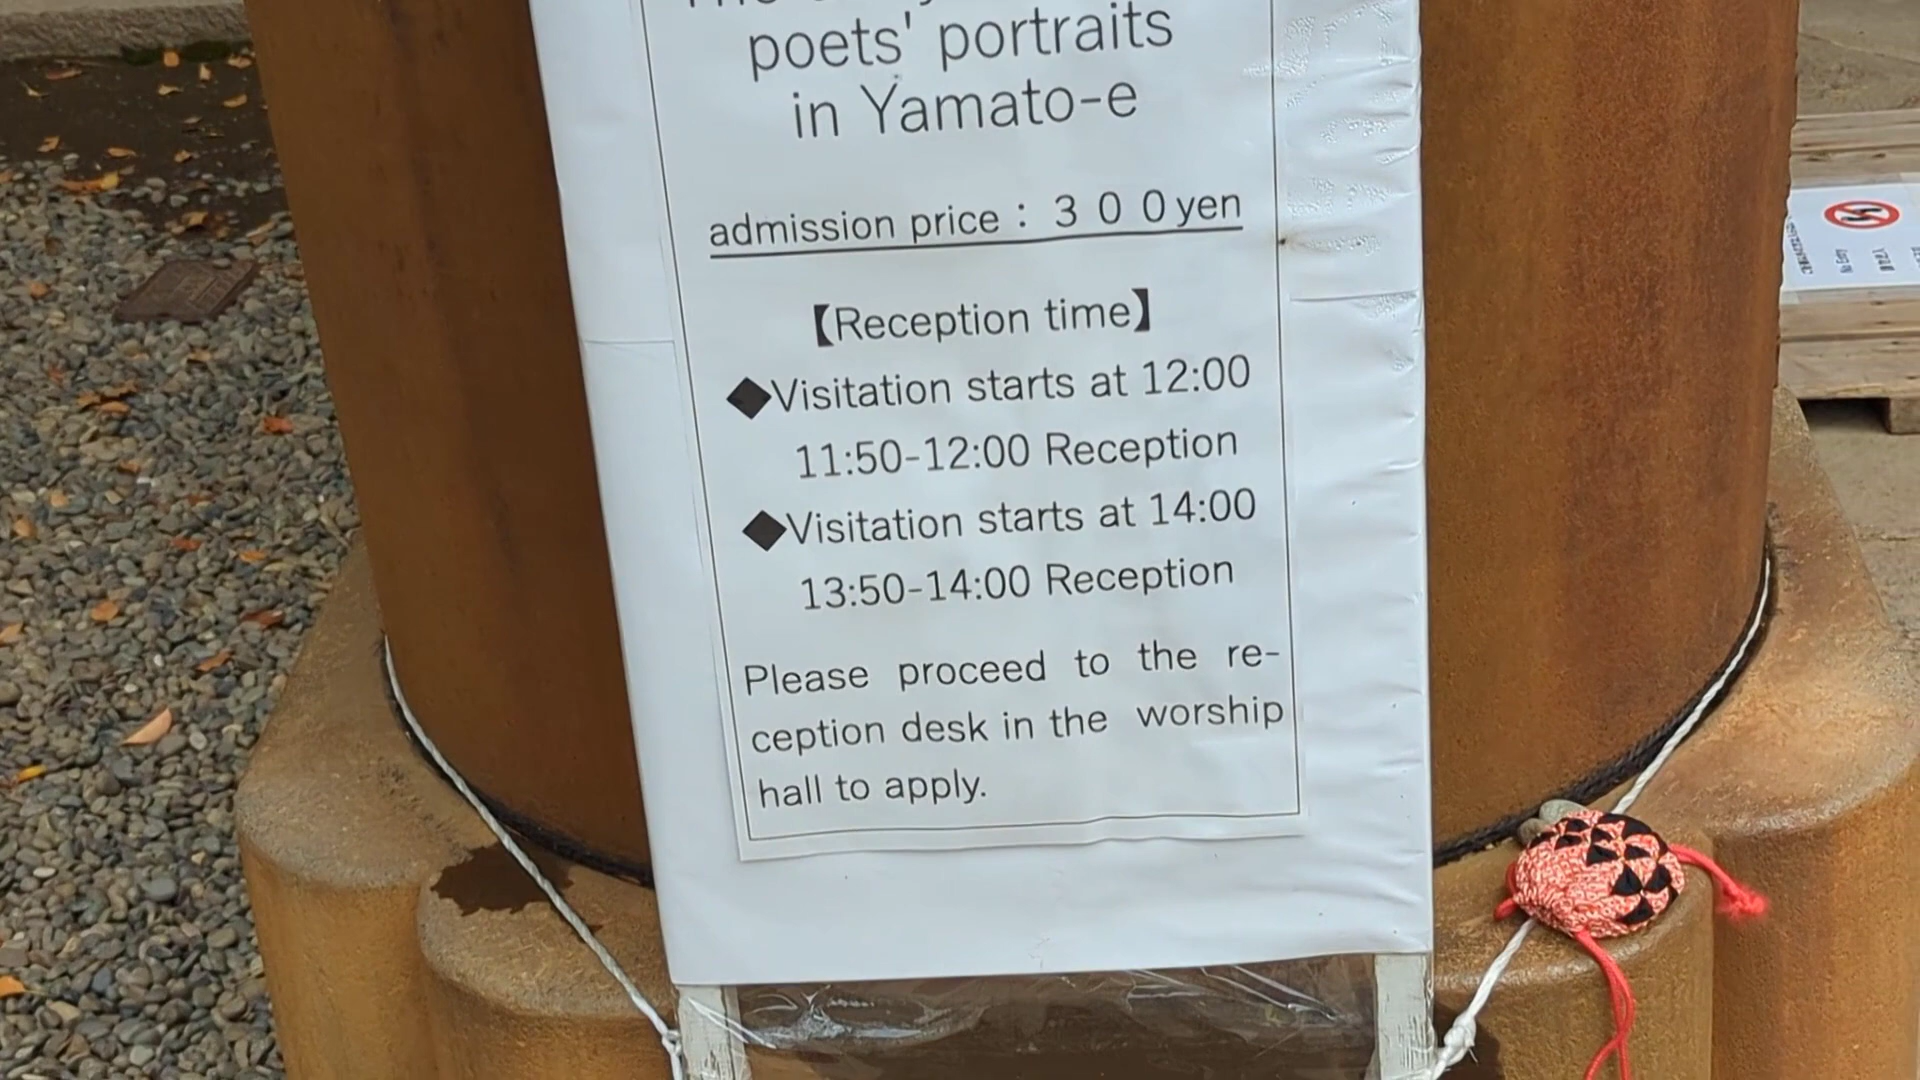 poets' portraits
in Yamato-e
admission price : 3 0 0 yen
【Reception time】
◆Visitation starts at 12:00
11:50-12:00 Reception
◆Visitation starts at 14:00
13:50-14:00 Reception
Please proceed to the re-
ception desk in the worship
hall to apply.
No Entry